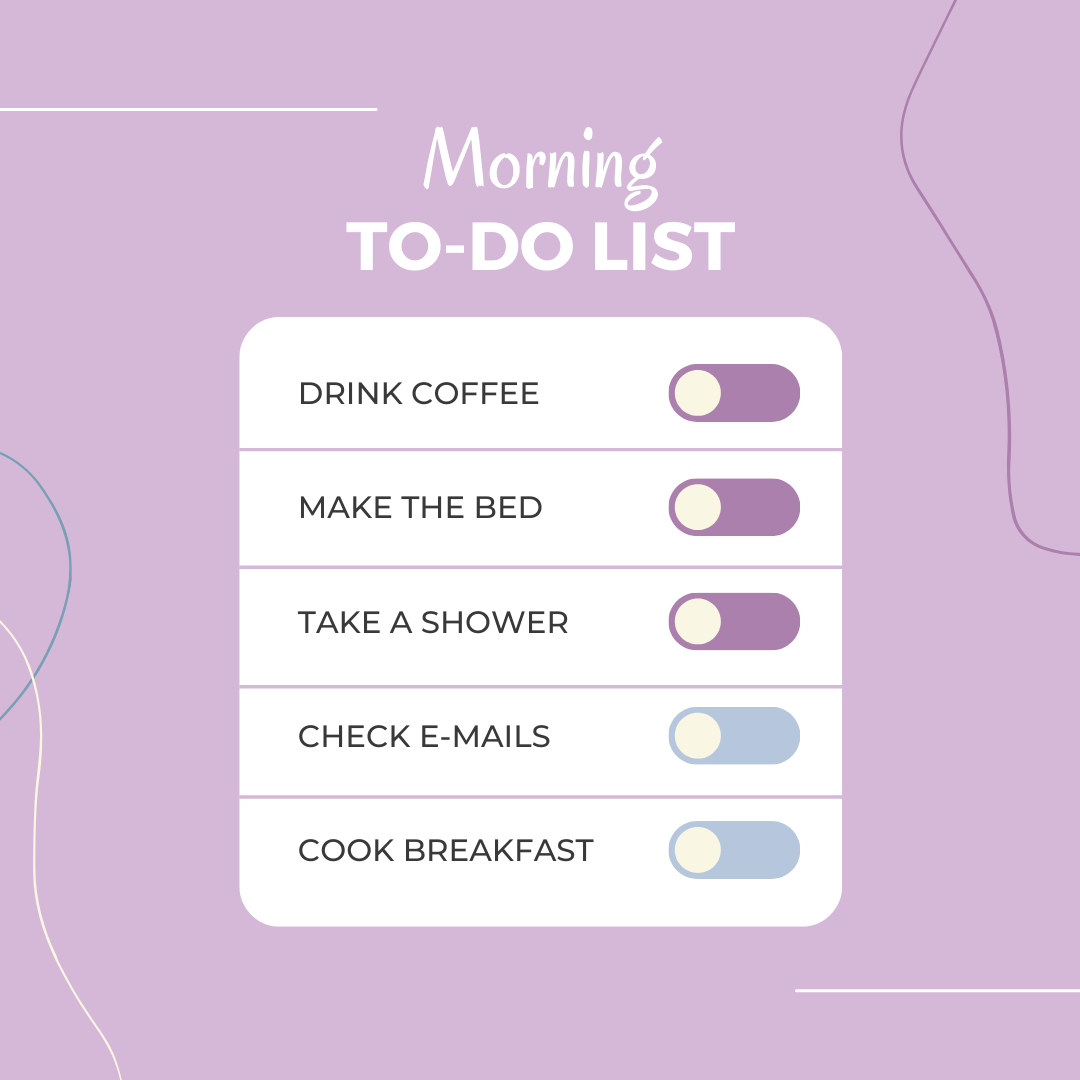 Morning
TO-DO LIST
DRINK COFFEE
MAKE THE BED
TAKE A SHOWER
CHECK E-MAILS
COOK BREAKFAST